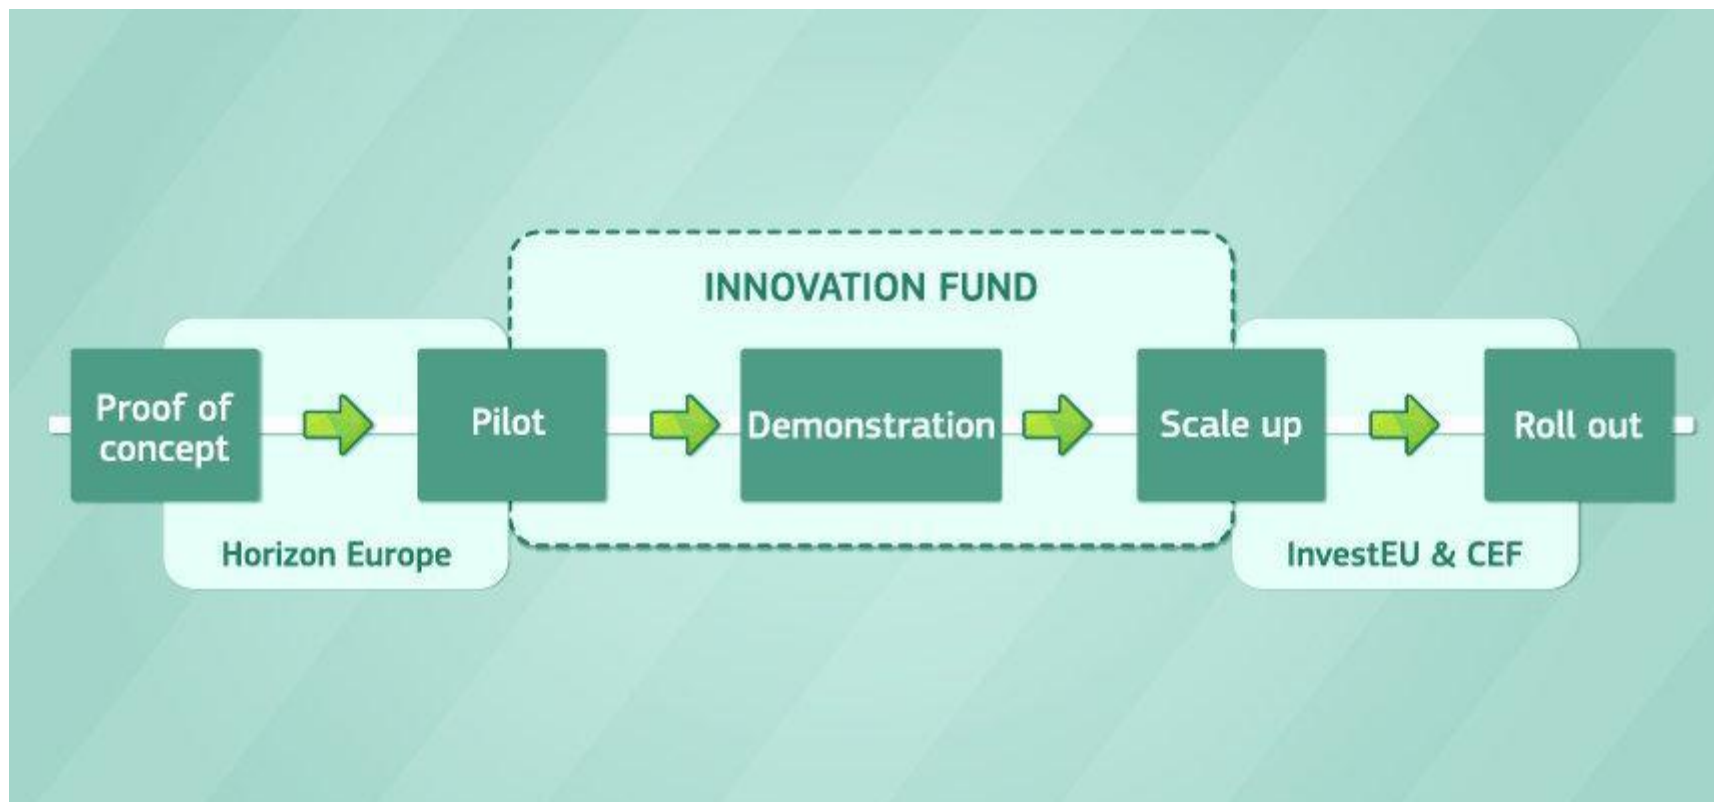 INNOVATION FUND
Proof of
concept
Pilot
Demonstration
Scale up
Roll out
Horizon Europe
InvestEU & CEF